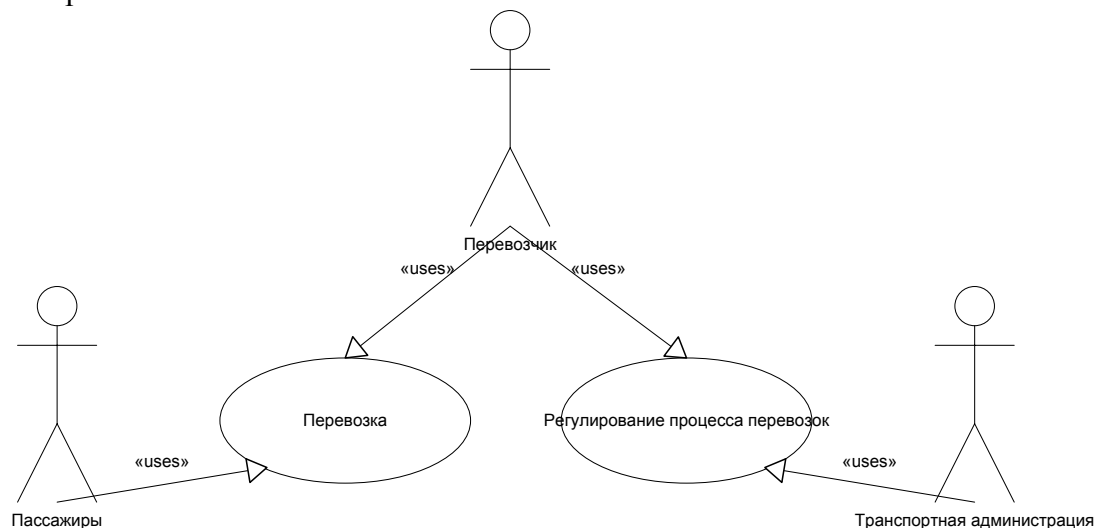 Перевозчик
«uses» «uses»
Перевозка
Регулирование процесса перевозок
«uses»
«uses»
Пассажиры
Транспортная администрация